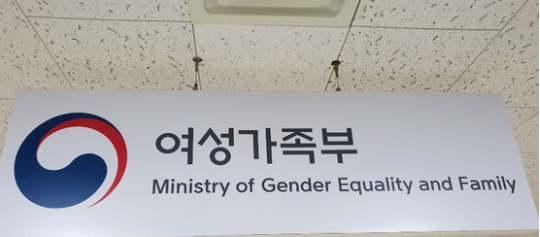 여성가족부
Ministry of Gender Equality and Family